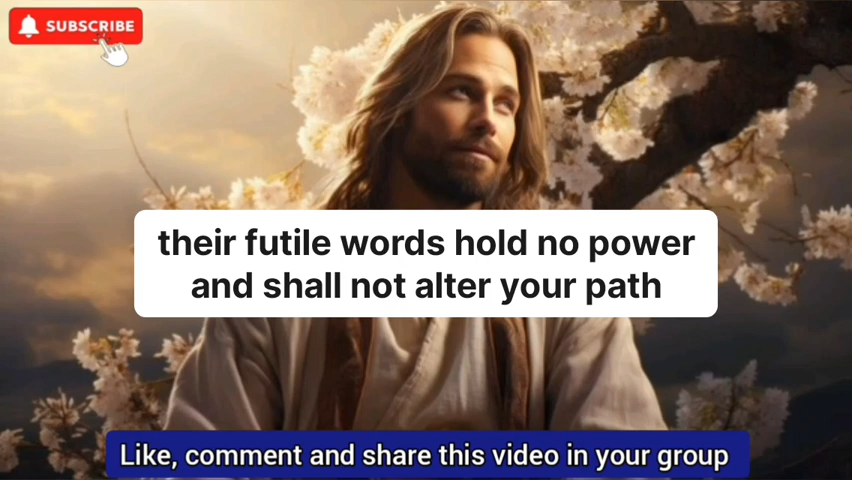 SUBSCRIBE
their futile words hold no power
and shall not alter your path
Like, comment and share this video in your group